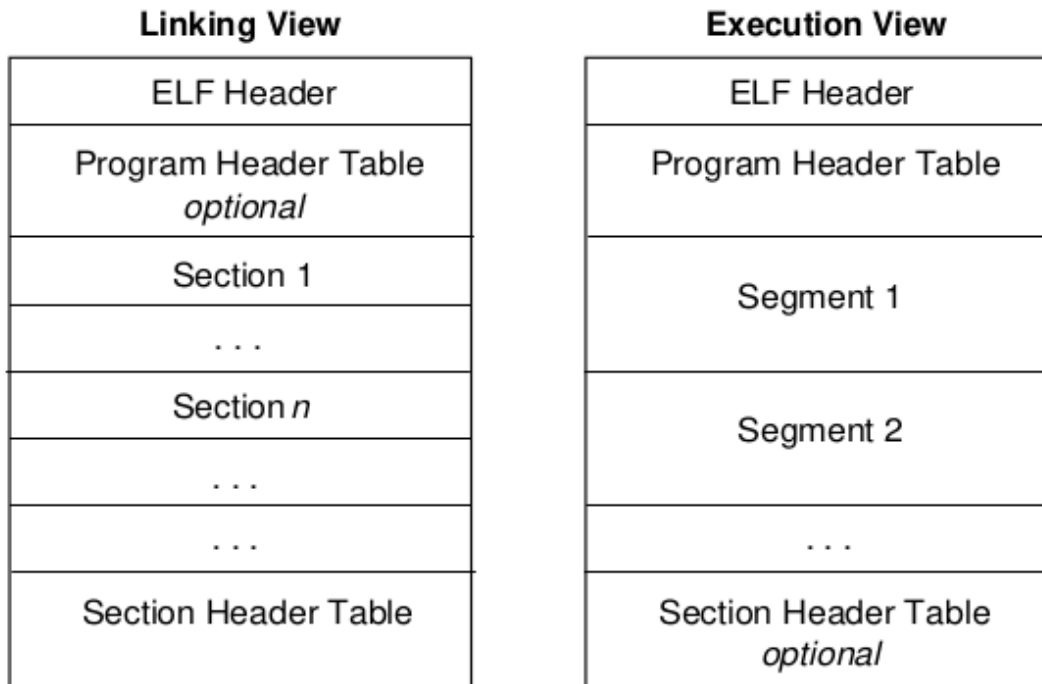 Linking View
ELF Header
Program Header Table
optional
Section 1
. . .
Section n
. . .
. . .
Section Header Table
Execution View
ELF Header
Program Header Table
Segment 1
Segment 2
. . .
Section Header Table
optional